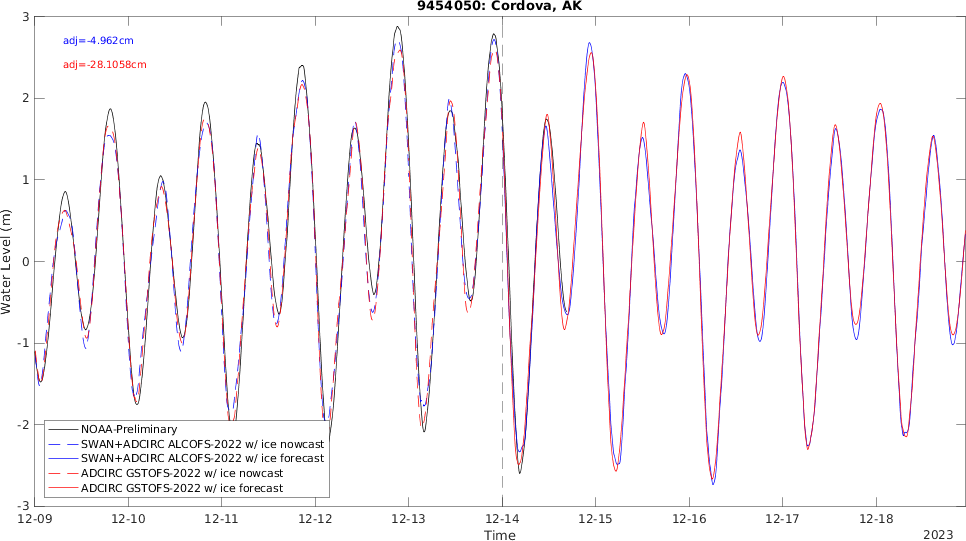 9454050: Cordova, AK
adj=-4.962cm
adj=-28.1058cm
3
2
1
0
-1
-2
-3
Water Level (m)
NOAA-Preliminary
SWAN+ADCIRC ALCOFS-2022 w/ ice nowcast
SWAN+ADCIRC ALCOFS-2022 w/ ice forecast
ADCIRC GSTOFS-2022 w/ ice nowcast
ADCIRC GSTOFS-2022 w/ ice forecast
12-09 12-10 12-11 12-12 12-13 12-14 12-15 12-16 12-17 12-18
Time
2023